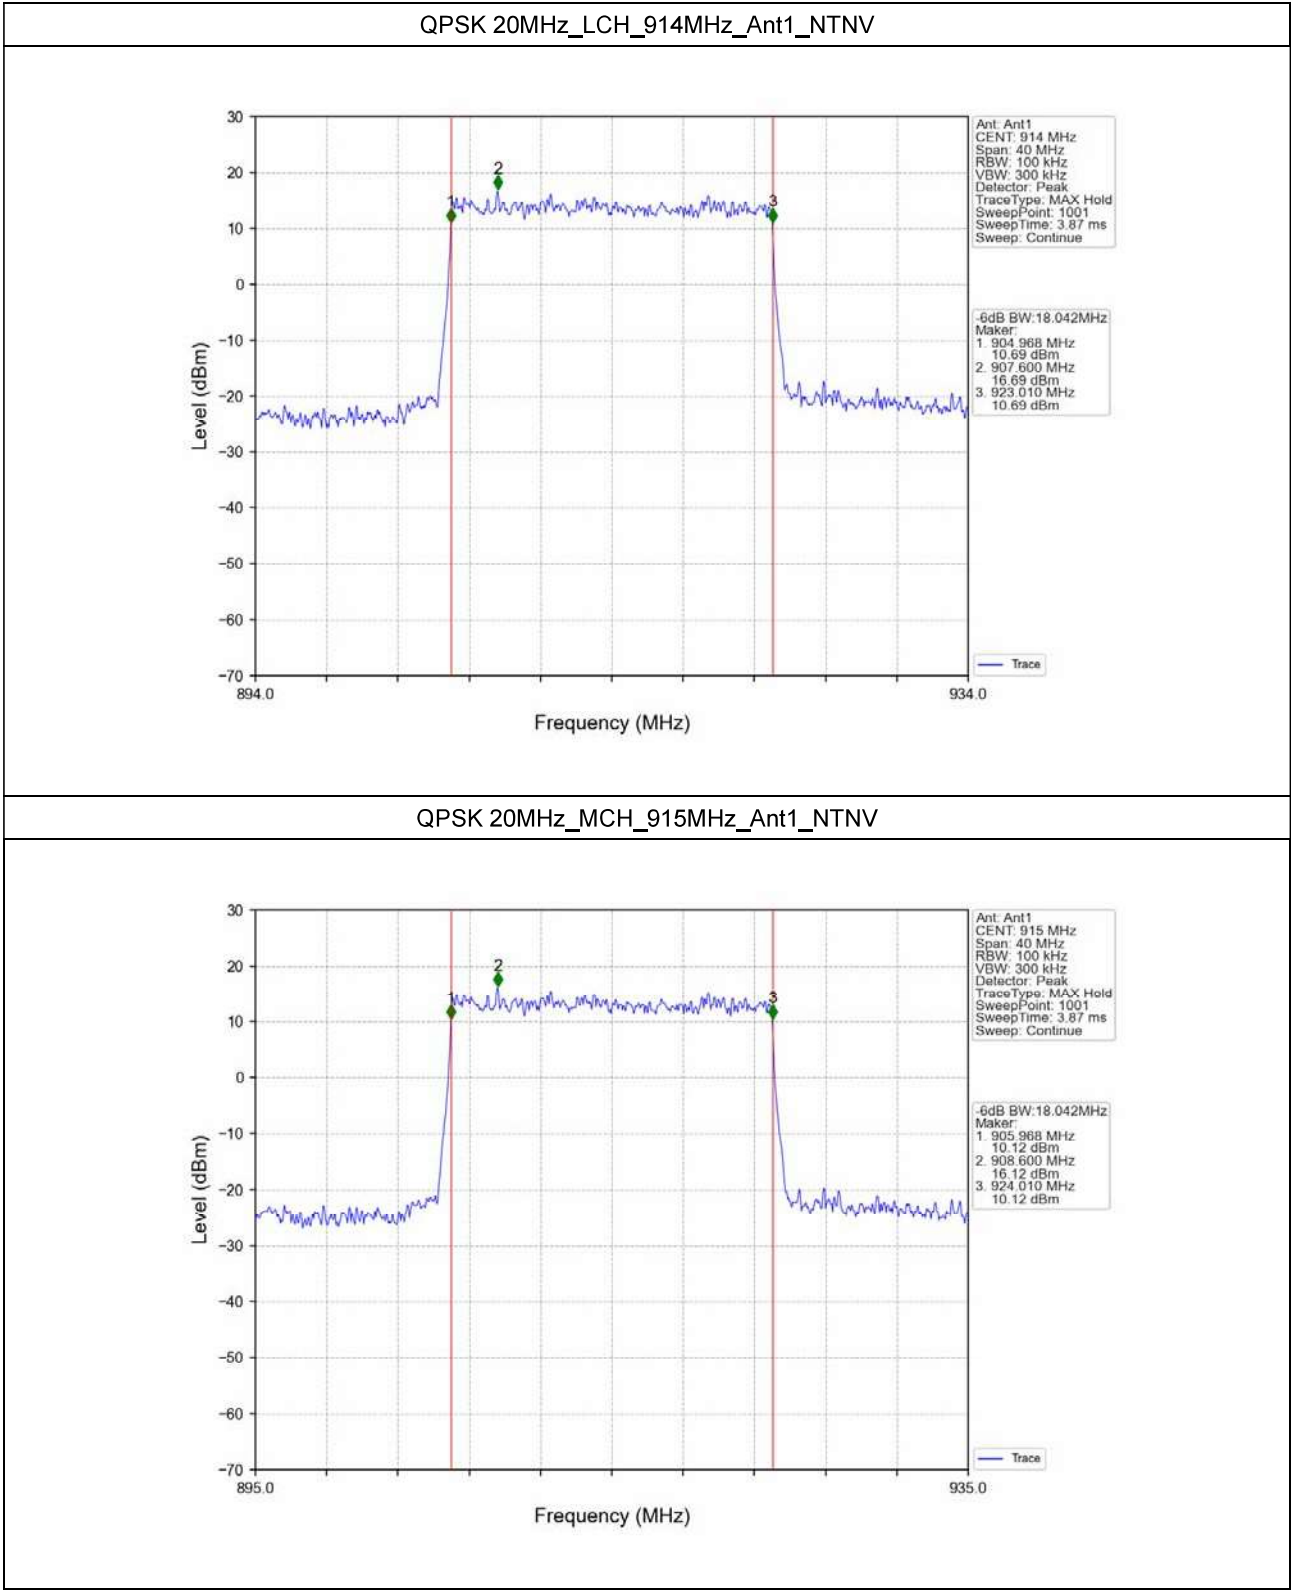 QPSK 20MHz_LCH_914MHz_Ant1_NTNV
30
20
10
0
−10
−20
−30
−40
−50
−60
−70
Level (dBm)
1
2
3
894.0
934.0
Frequency (MHz)
Ant: Ant1
CENT: 914 MHz
Span: 40 MHz
RBW: 100 kHz
VBW: 300 kHz
Detector: Peak
TraceType: MAX Hold
SweepPoint: 1001
SweepTime: 3.87 ms
Sweep: Continue
-6dB BW:18.042MHz
Maker:
1. 904.968 MHz
10.69 dBm
2. 907.600 MHz
16.69 dBm
3. 923.010 MHz
10.69 dBm
Trace
QPSK 20MHz_MCH_915MHz_Ant1_NTNV
30
20
10
0
−10
−20
−30
−40
−50
−60
−70
Level (dBm)
1
2
3
895.0
935.0
Frequency (MHz)
Ant: Ant1
CENT: 915 MHz
Span: 40 MHz
RBW: 100 kHz
VBW: 300 kHz
Detector: Peak
TraceType: MAX Hold
SweepPoint: 1001
SweepTime: 3.87 ms
Sweep: Continue
-6dB BW:18.042MHz
Maker:
1. 905.968 MHz
10.12 dBm
2. 908.600 MHz
16.12 dBm
3. 924.010 MHz
10.12 dBm
Trace